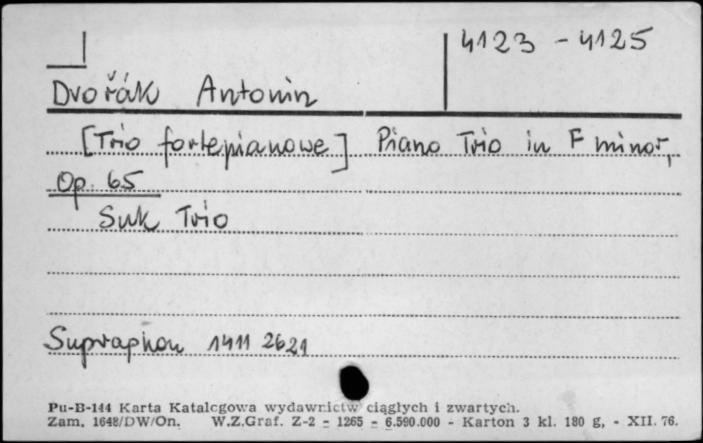 4123 - 4125
Dvořák Antonin
[Trio fortepianowe] Piano Trio in F minor,
Op. 65
Suk Trio
Supraphon 1411 2621
Pu-B-144 Karta Katalogowa wydawnictw ciągłych i zwartych.
Zam. 1648/DW/On. W.Z.Graf. Z-2 - 1265 - 6.590.000 - Karton 3 kl. 180 g, - XII. 76.